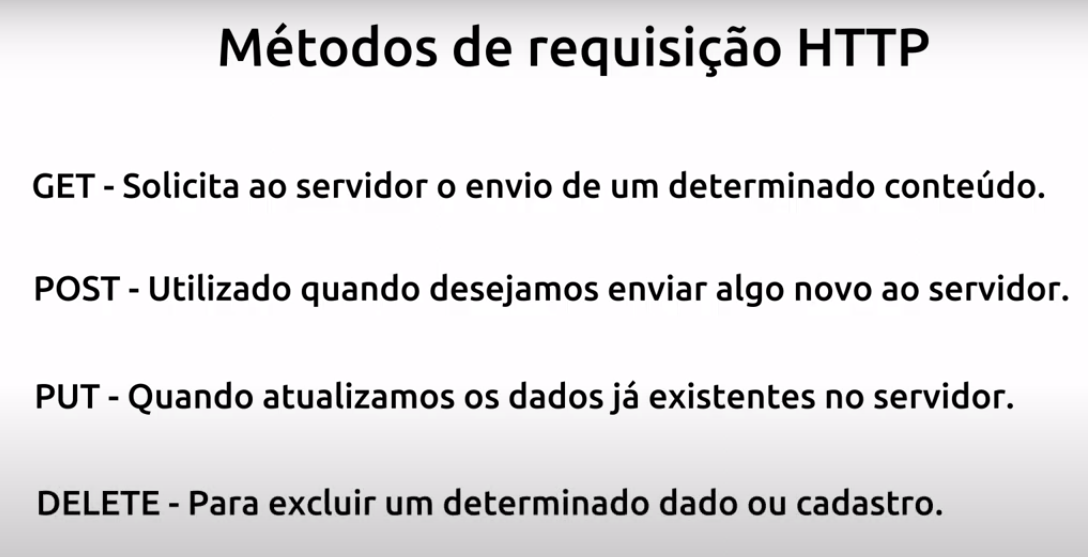 Métodos de requisição HTTP
GET - Solicita ao servidor o envio de um determinado conteúdo.
POST - Utilizado quando desejamos enviar algo novo ao servidor.
PUT - Quando atualizamos os dados já existentes no servidor.
DELETE - Para excluir um determinado dado ou cadastro.